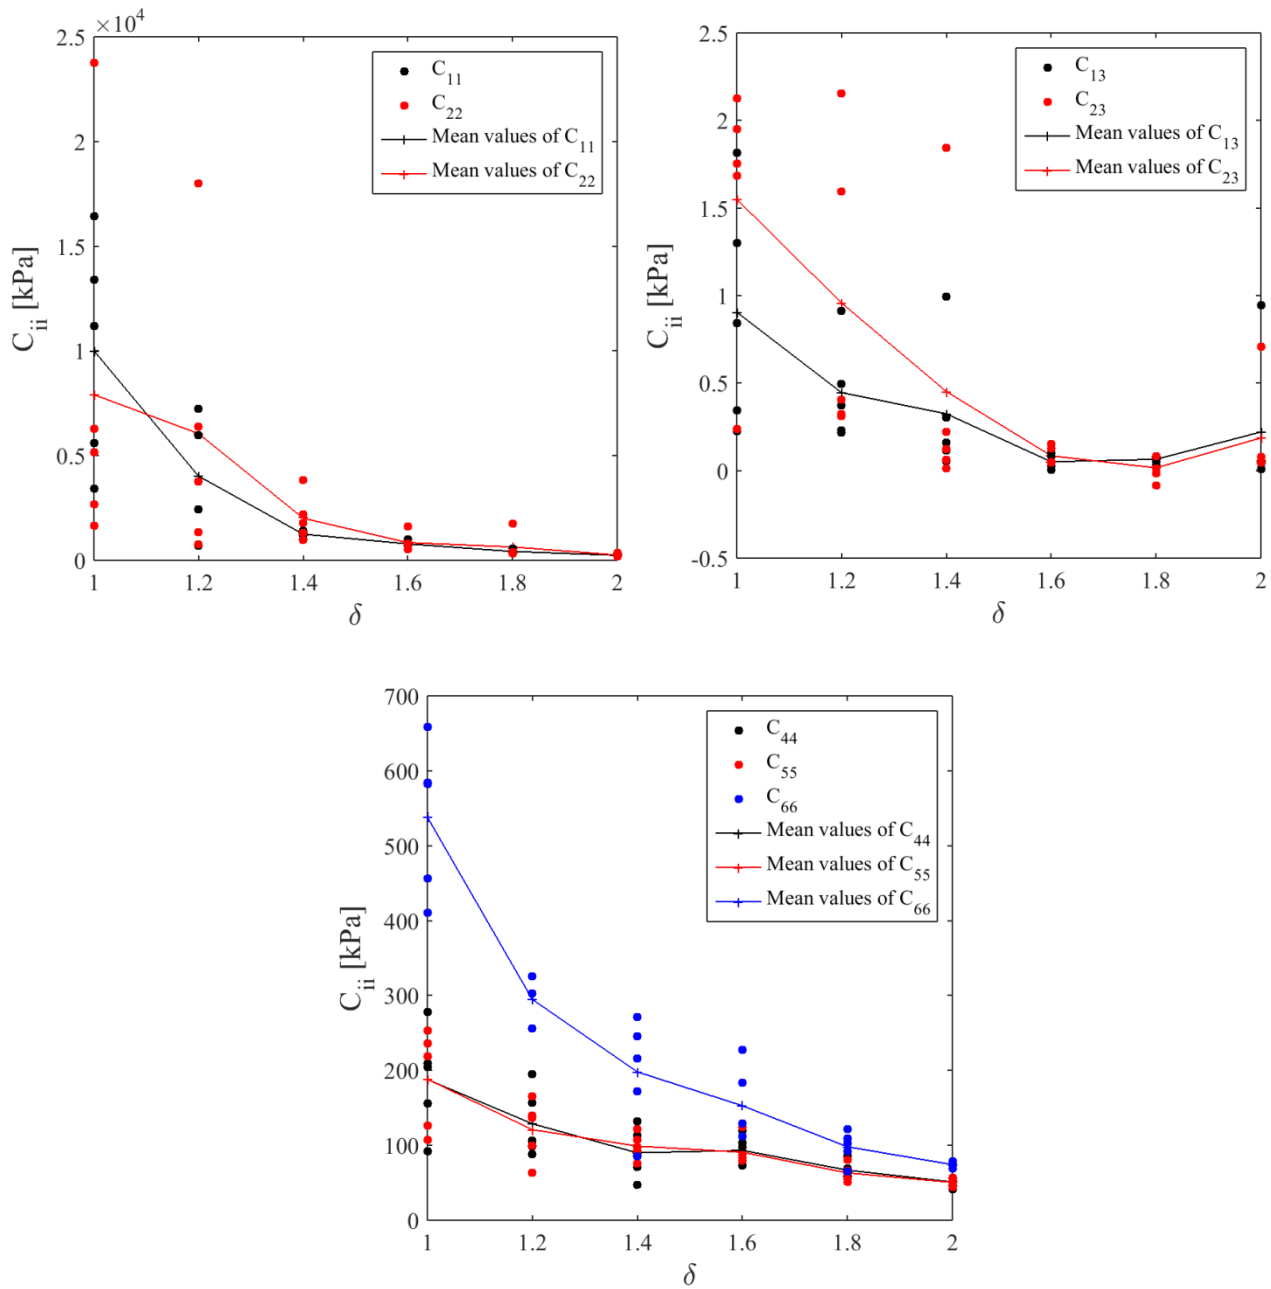 ×10⁴
2.5
2
1.5
1
0.5
0
1 1.2 1.4 1.6 1.8 2
C₁₁
C₂₂
Mean values of C₁₁
Mean values of C₂₂
C_ii [kPa]
δ
2.5
2
1.5
1
0.5
0
-0.5
1 1.2 1.4 1.6 1.8 2
C₁₃
C₂₃
Mean values of C₁₃
Mean values of C₂₃
C_ii [kPa]
δ
700
600
500
400
300
200
100
0
1 1.2 1.4 1.6 1.8 2
C₄₄
C₅₅
C₆₆
Mean values of C₄₄
Mean values of C₅₅
Mean values of C₆₆
C_ii [kPa]
δ